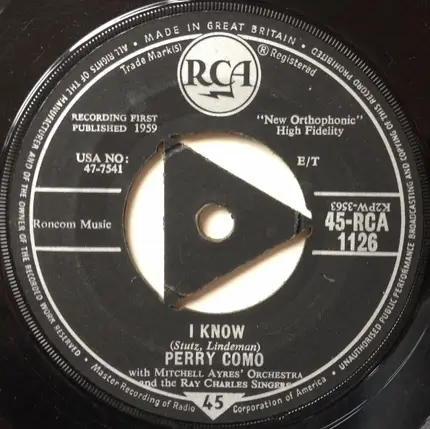 MADE IN GREAT BRITAIN
Trade Mark(s) ® Registered
RCA
RECORDING FIRST
PUBLISHED 1959
"New Orthophonic"
High Fidelity
USA NO:
47-7541
E/T
Roncom Music
K2PW-3563
45-RCA
1126
I KNOW
(Stutz, Lindeman)
PERRY COMO
with MITCHELL AYRES' ORCHESTRA
and the RAY CHARLES SINGERS
Master Recording of Radio Corporation of America
45
ALL RIGHTS OF THE MANUFACTURER AND OF THE OWNER OF THE RECORDED WORK RESERVED
UNAUTHORISED PUBLIC PERFORMANCE BROADCASTING AND COPYING OF THIS RECORD PROHIBITED